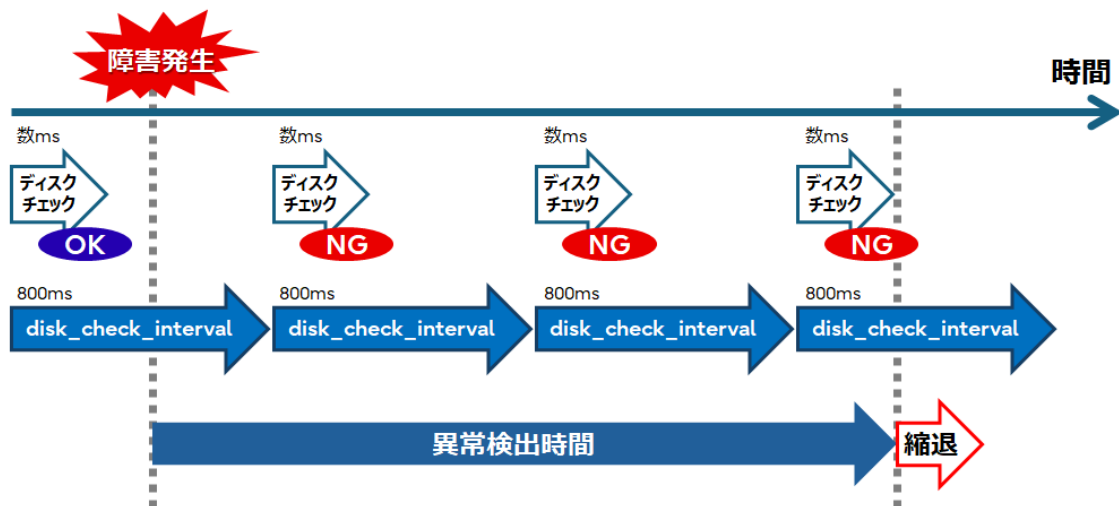 障害発生
時間
数ms
数ms
数ms
数ms
ディスク
チェック
ディスク
チェック
ディスク
チェック
ディスク
チェック
OK
NG
NG
NG
800ms
800ms
800ms
800ms
disk_check_interval
disk_check_interval
disk_check_interval
disk_check_interval
異常検出時間
縮退